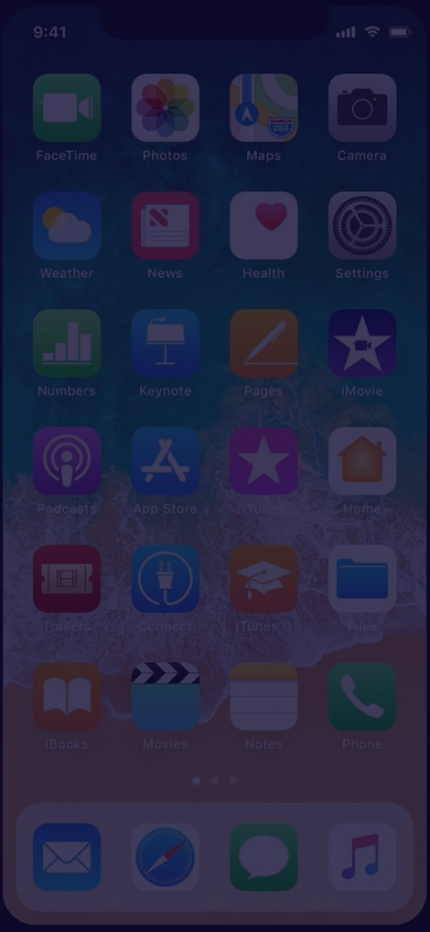 9:41
FaceTime Photos Maps Camera
280
Weather News Health Settings
Numbers Keynote Pages iMovie
Podcasts App Store iTunes Home
Trailers Connect iTunes U Files
iBooks Movies Notes Phone